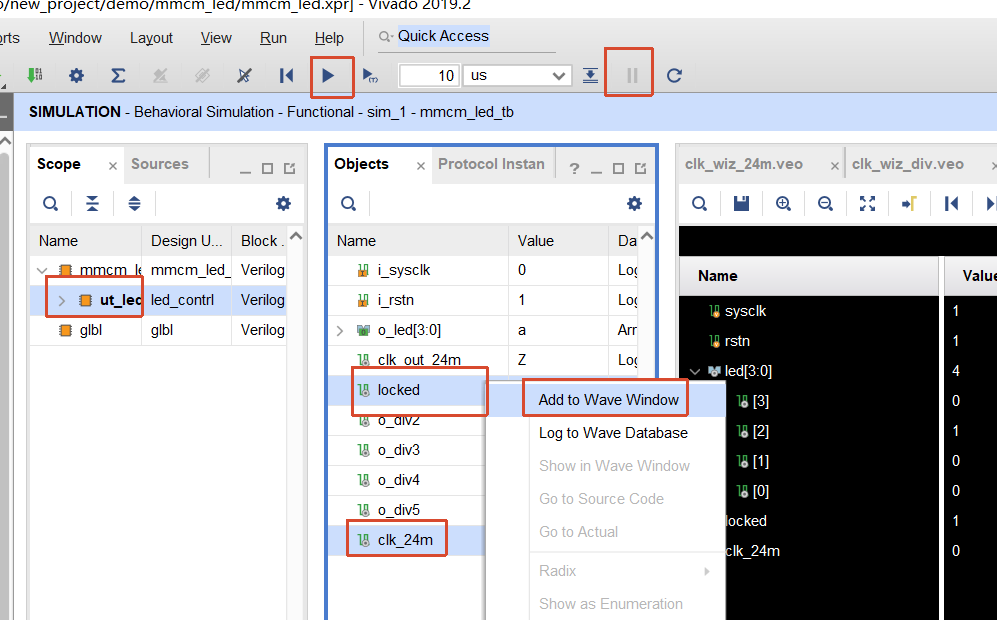 o/new_project/demo/mmcm_led/mmcm_led.xpr] - Vivado 2019.2
orts Window Layout View Run Help Quick Access
10 us
SIMULATION - Behavioral Simulation - Functional - sim_1 - mmcm_led_tb
Scope Sources
Name Design U... Block
mmcm_le mmcm_led_ Verilog
ut_led led_contrl Verilog
glbl glbl Verilog
Objects Protocol Instan ?
Name Value Da
i_sysclk 0 Log
i_rstn 1 Log
o_led[3:0] a Arr
clk_out_24m Z Log
locked
o_div2
o_div3
o_div4
o_div5
clk_24m
Add to Wave Window
Log to Wave Database
Show in Wave Window
Go to Source Code
Go to Actual
Radix
Show as Enumeration
clk_wiz_24m.veo clk_wiz_div.veo
Name Value
sysclk 1
rstn 1
led[3:0] 4
[3] 0
[2] 1
[1] 0
[0] 0
locked 1
clk_24m 0